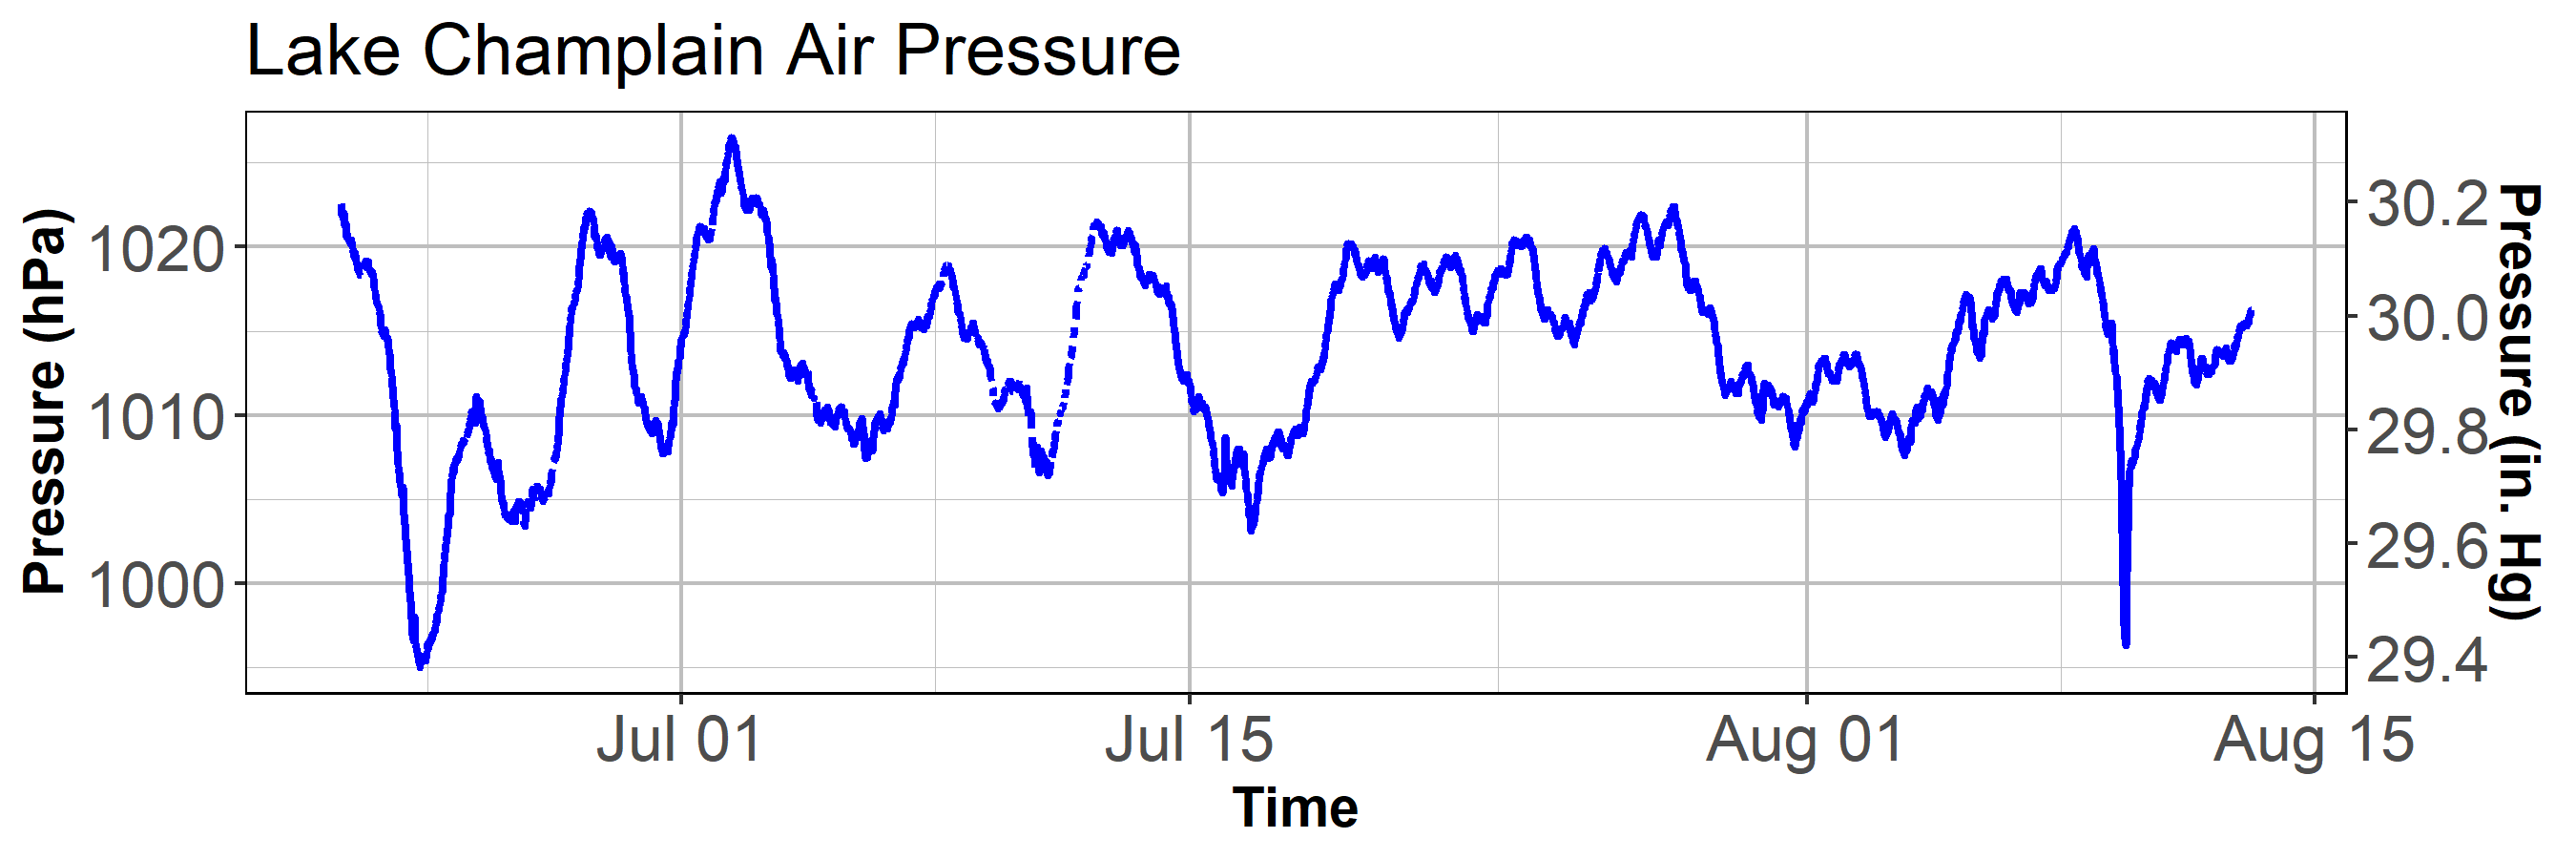 Lake Champlain Air Pressure
Pressure (hPa)
1020
1010
1000
30.2
30.0
29.8
29.6
29.4
Pressure (in. Hg)
Jul 01
Jul 15
Aug 01
Aug 15
Time